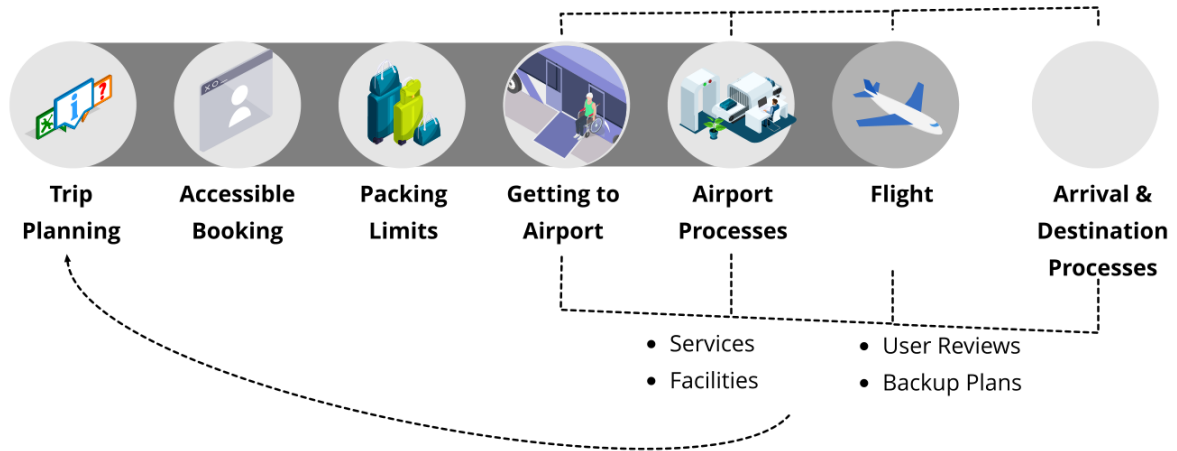 Trip
Planning
Accessible
Booking
Packing
Limits
Getting to
Airport
Airport
Processes
Flight
Arrival &
Destination
Processes
• Services
• Facilities
• User Reviews
• Backup Plans